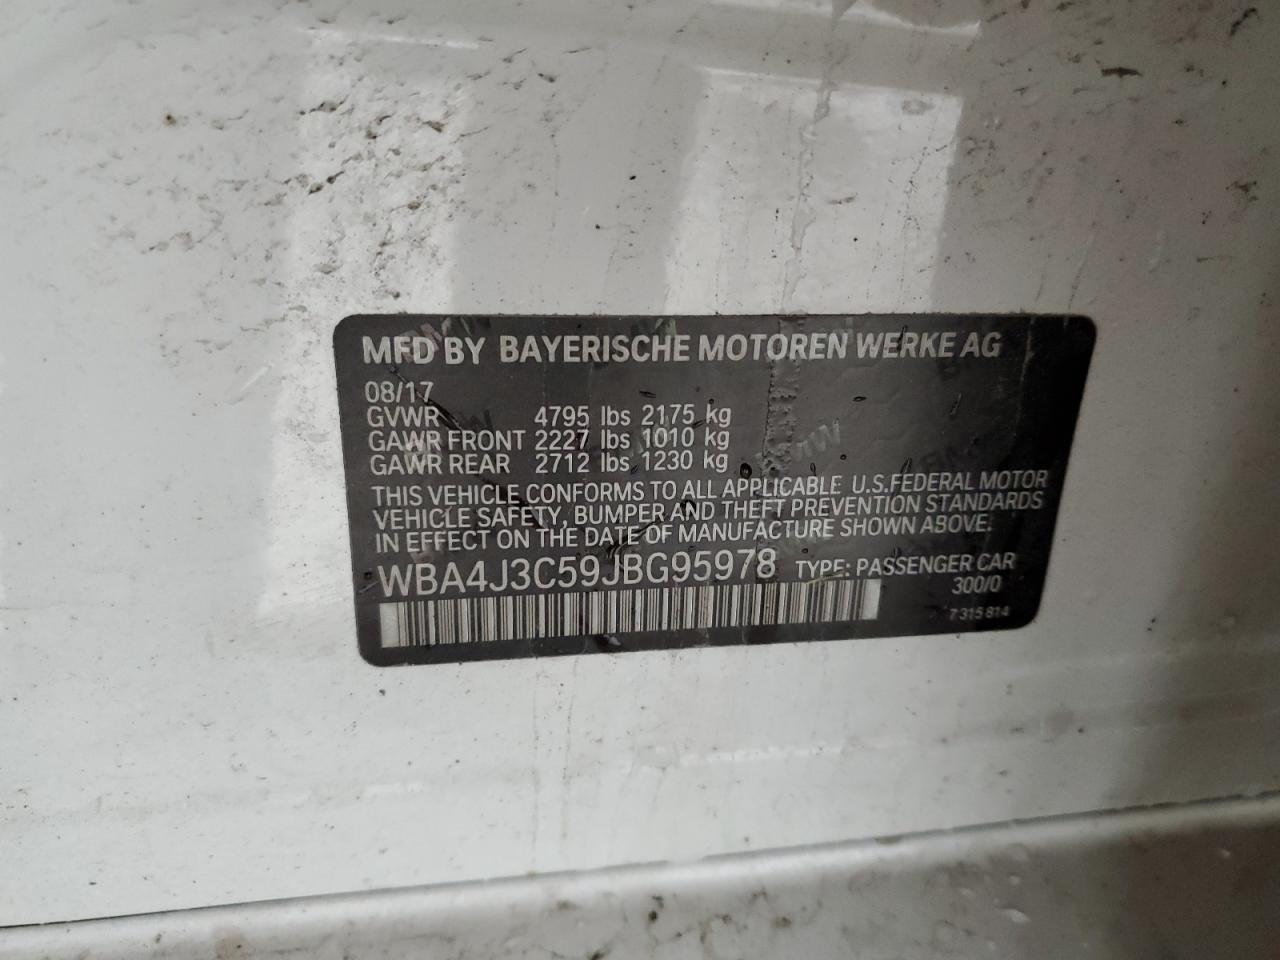 MFD BY BAYERISCHE MOTOREN WERKE AG
08/17
GVWR 4795 lbs 2175 kg
GAWR FRONT 2227 lbs 1010 kg
GAWR REAR 2712 lbs 1230 kg
THIS VEHICLE CONFORMS TO ALL APPLICABLE U.S.FEDERAL MOTOR
VEHICLE SAFETY, BUMPER AND THEFT PREVENTION STANDARDS
IN EFFECT ON THE DATE OF MANUFACTURE SHOWN ABOVE.
WBA4J3C59JBG95978 TYPE: PASSENGER CAR
300/0
7 315 814